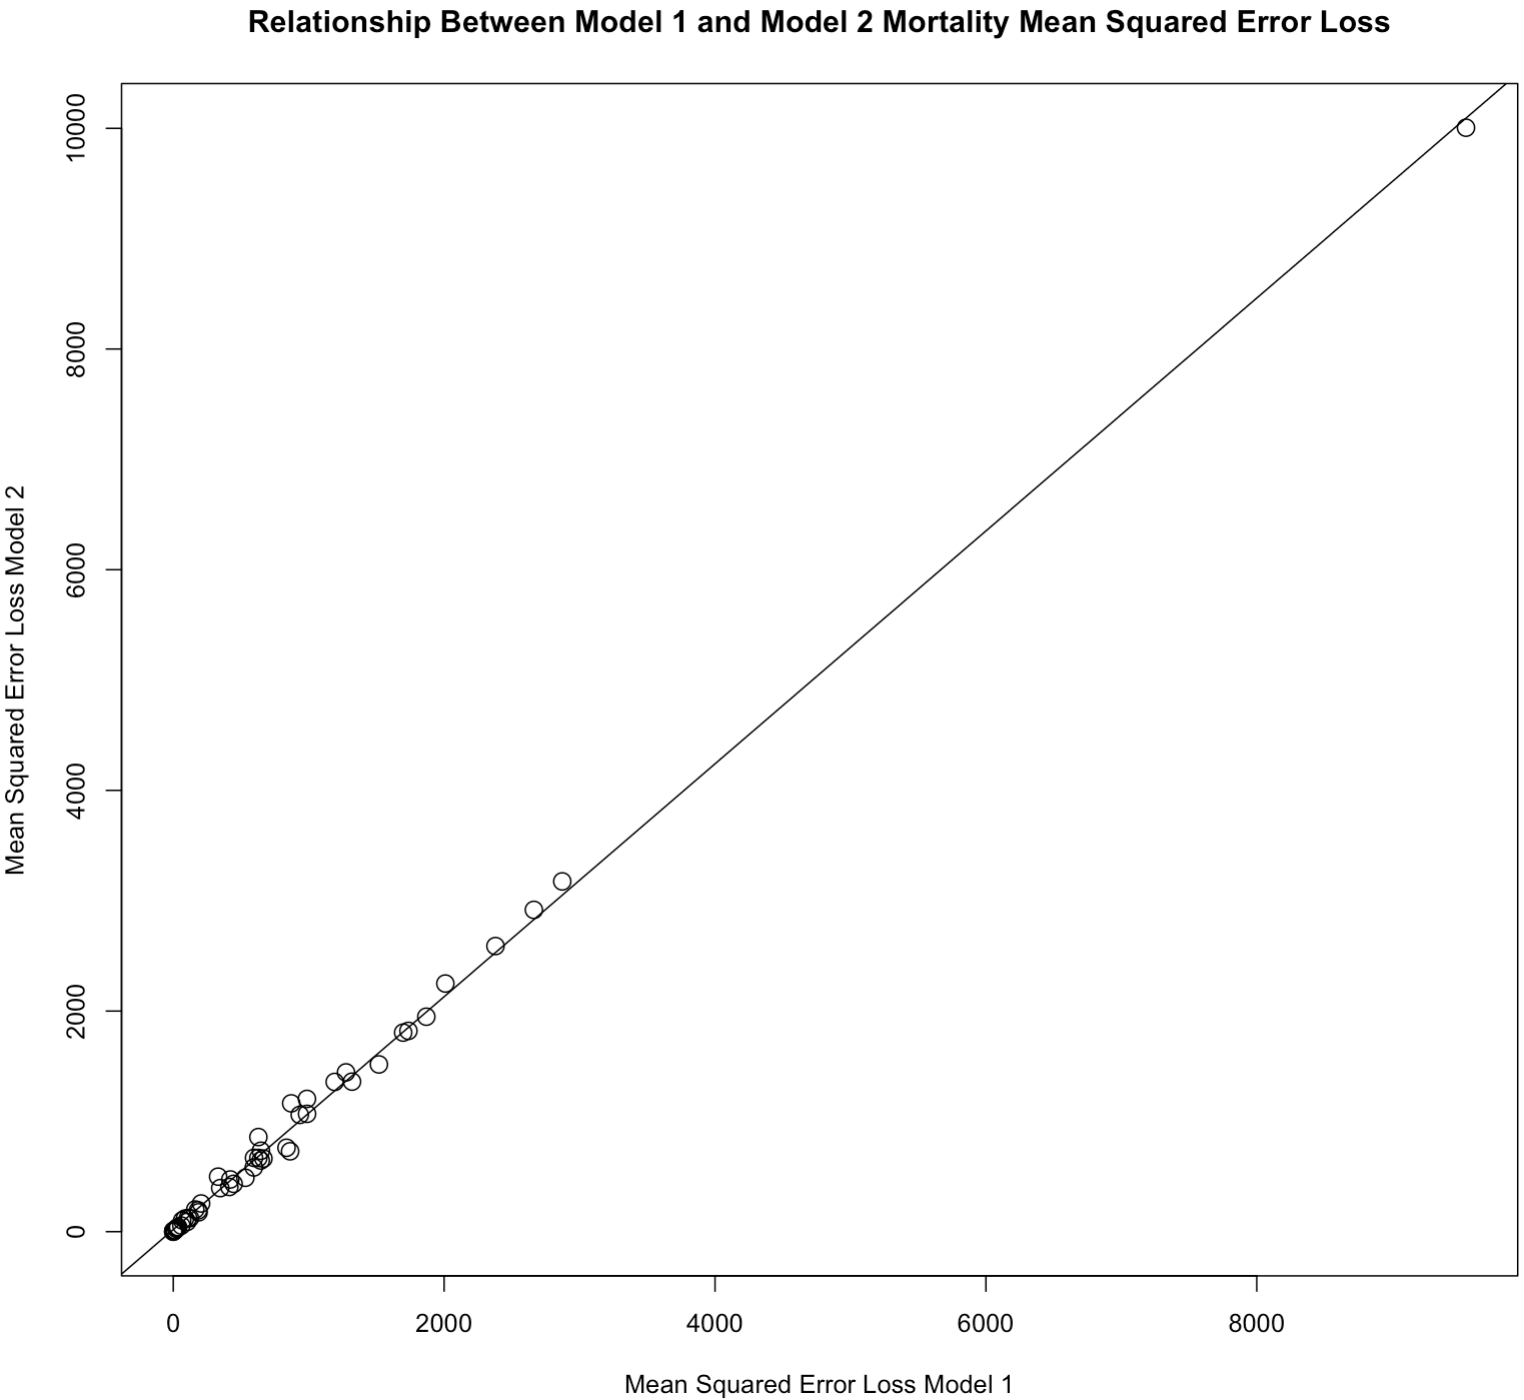 Relationship Between Model 1 and Model 2 Mortality Mean Squared Error Loss
Mean Squared Error Loss Model 2
10000
8000
6000
4000
2000
0
0 2000 4000 6000 8000
Mean Squared Error Loss Model 1